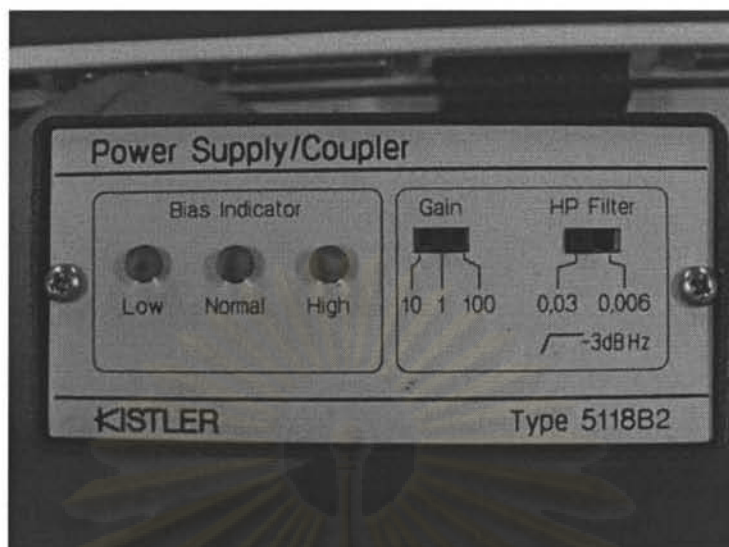 Power Supply/Coupler
Bias Indicator
Low Normal High
Gain
10 1 100
HP Filter
0,03 0,006
-3dB Hz
KISTLER
Type 5118B2